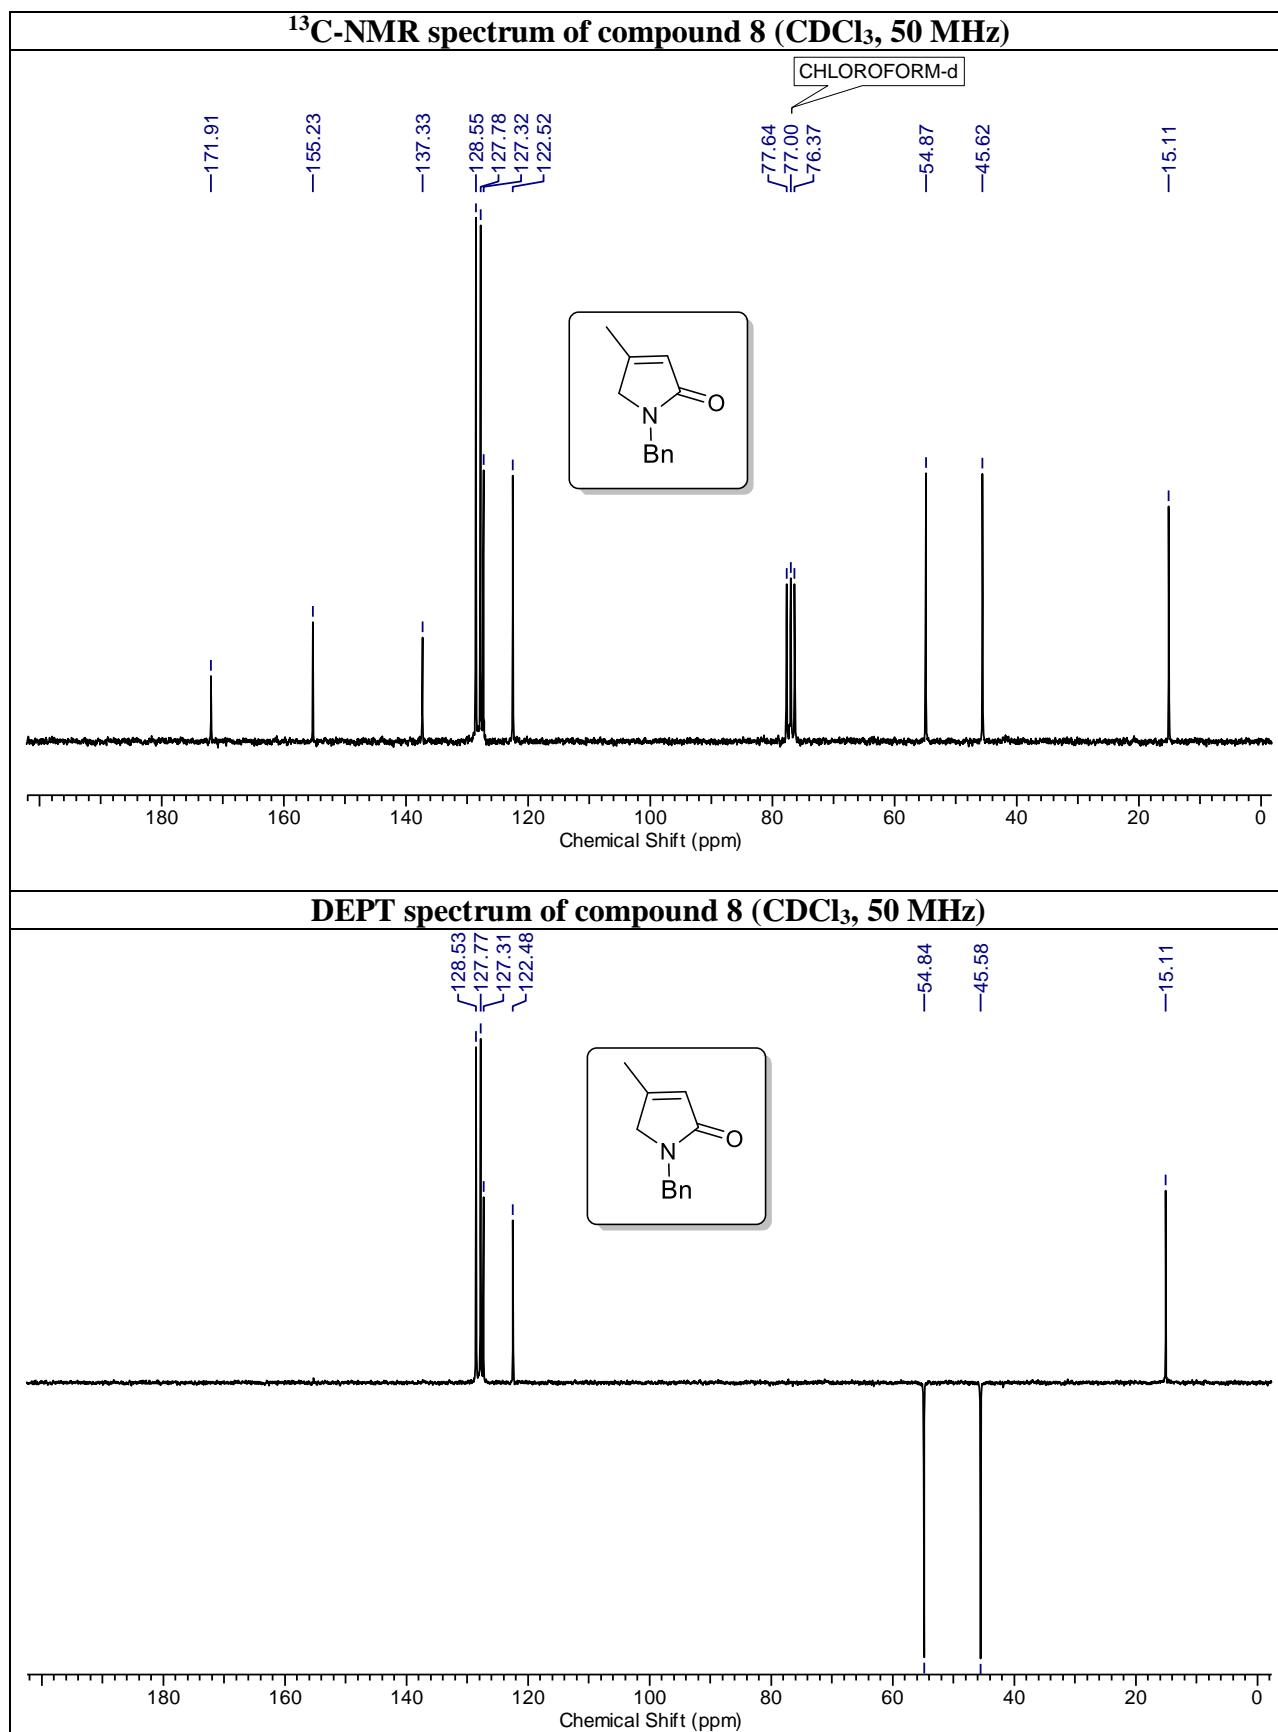 ¹³C-NMR spectrum of compound 8 (CDCl₃, 50 MHz)
CHLOROFORM-d
171.91
155.23
137.33
128.55
127.78
127.32
122.52
77.64
77.00
76.37
54.87
45.62
15.11
O
N
Bn
180 160 140 120 100 80 60 40 20 0
Chemical Shift (ppm)
DEPT spectrum of compound 8 (CDCl₃, 50 MHz)
128.53
127.77
127.31
122.48
54.84
45.58
15.11
O
N
Bn
180 160 140 120 100 80 60 40 20 0
Chemical Shift (ppm)